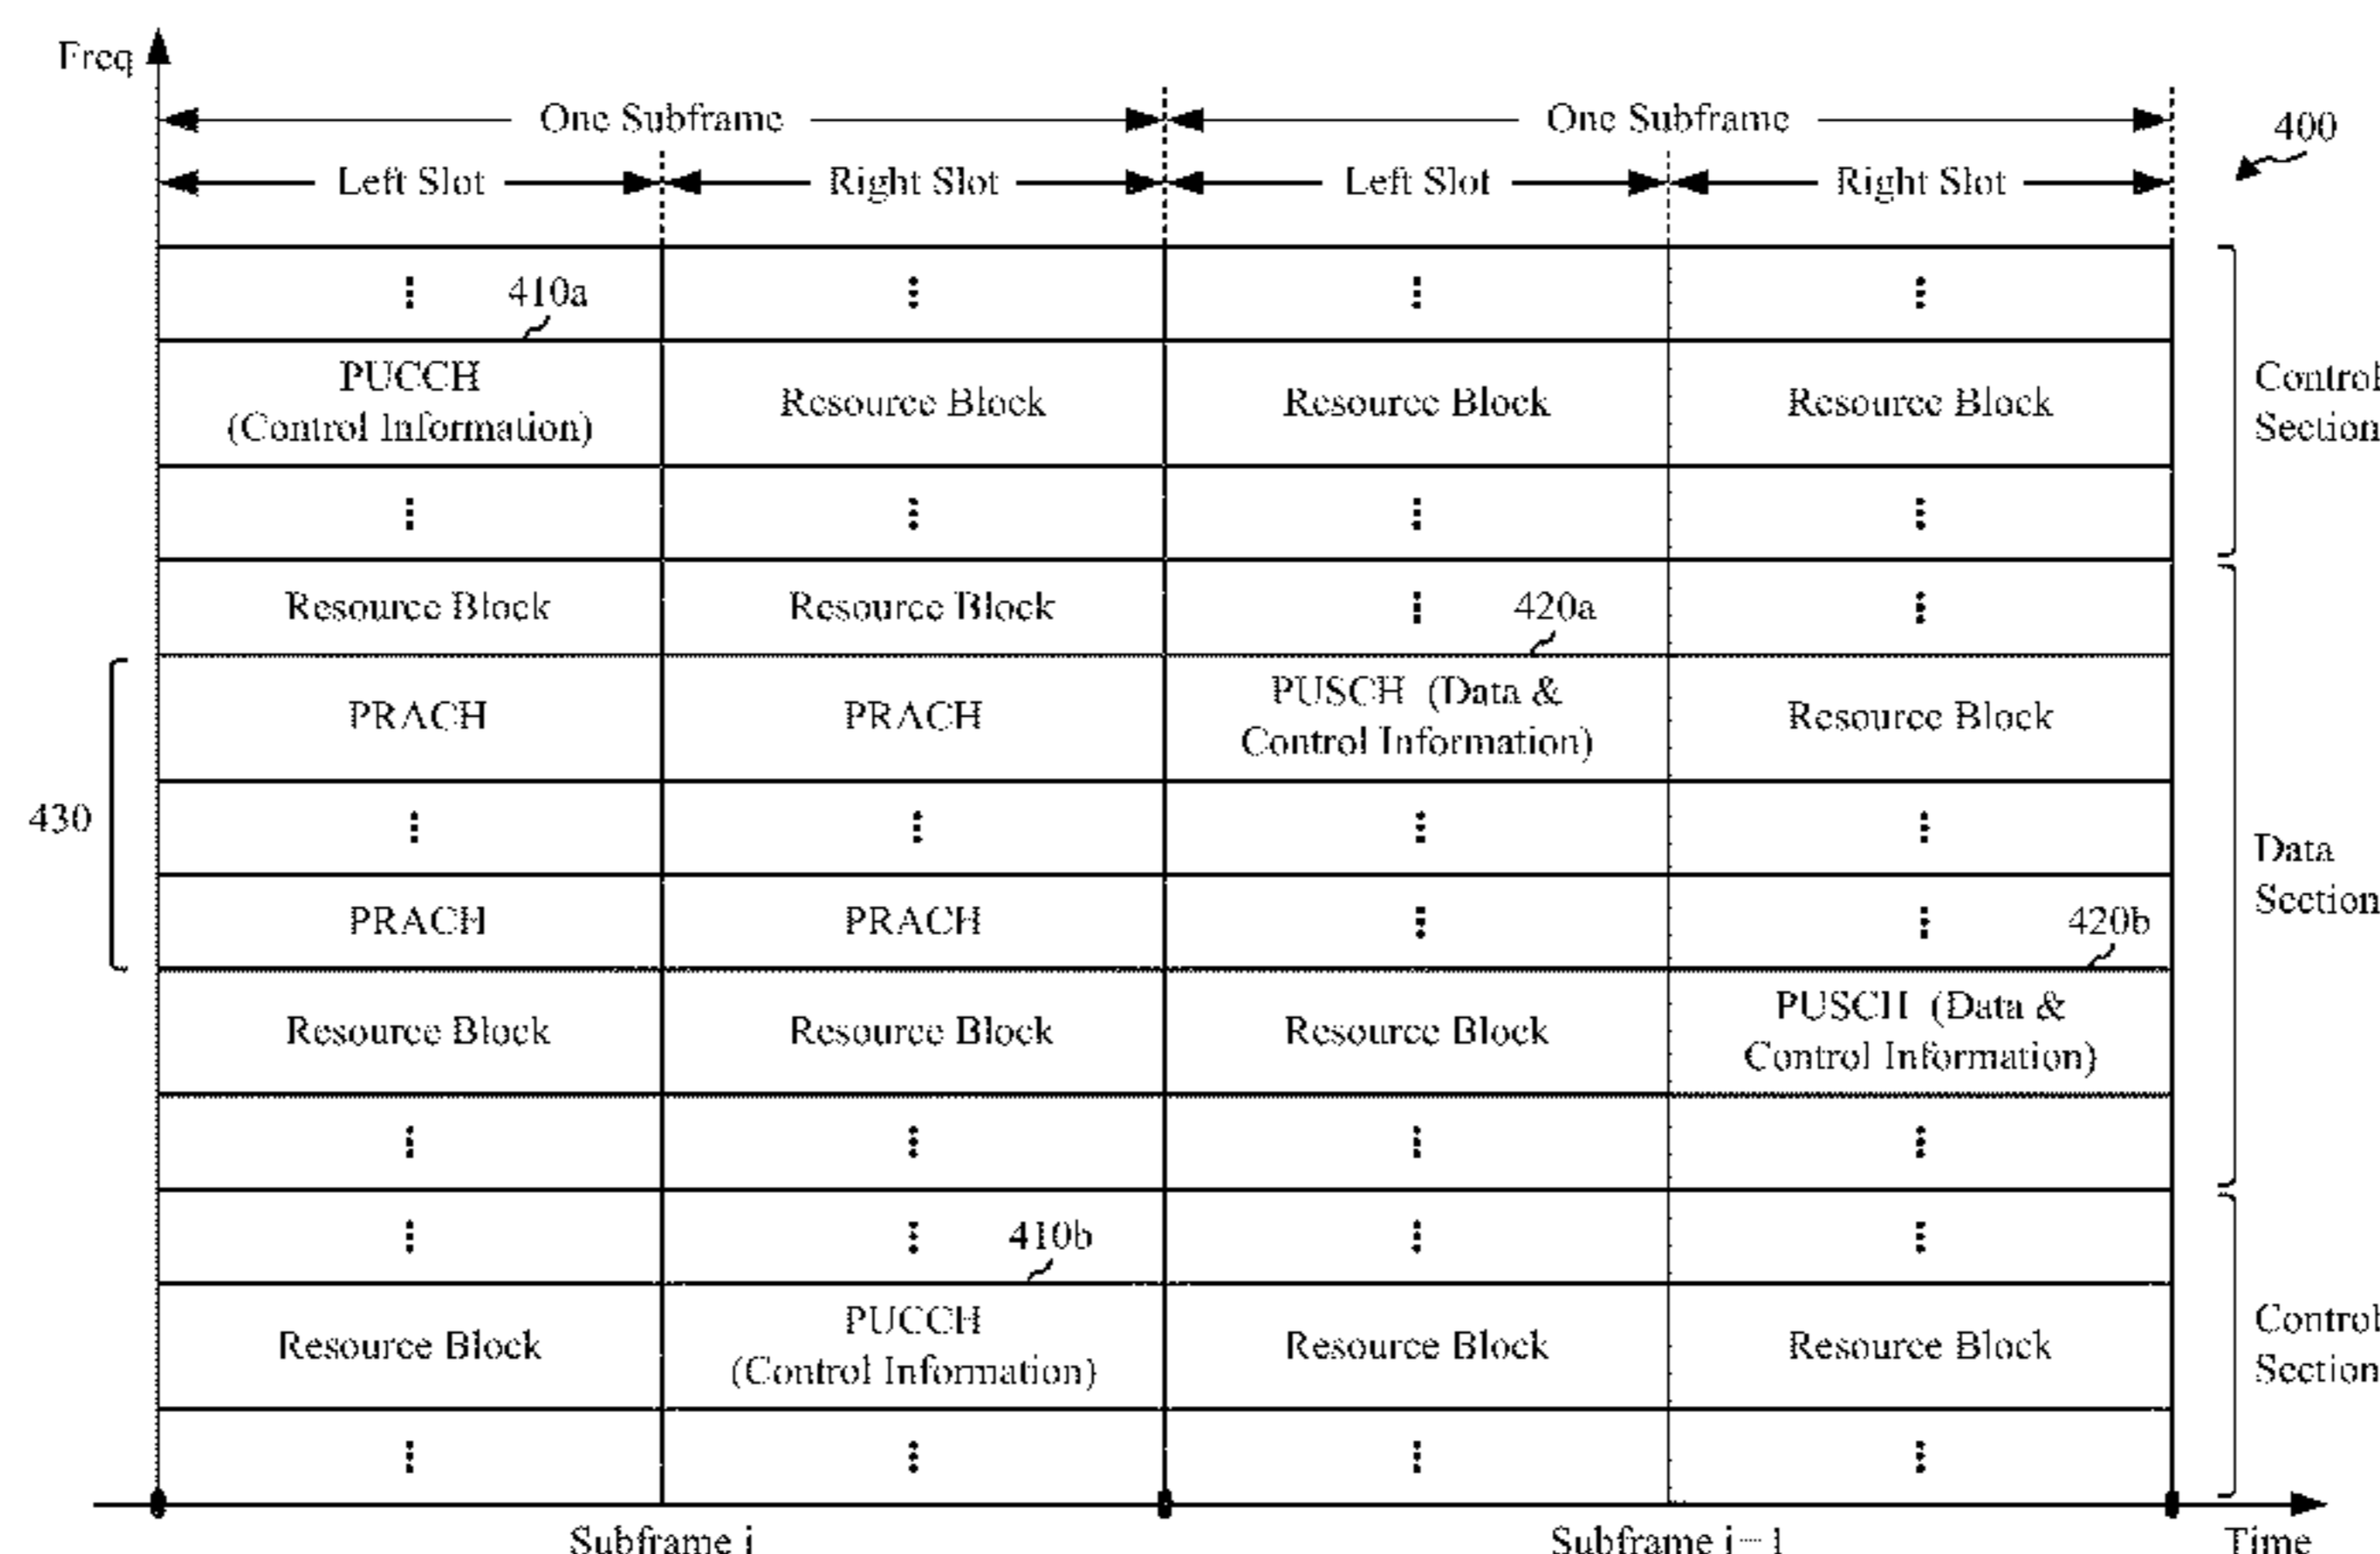 Freq
One Subframe One Subframe
400
Left Slot Right Slot Left Slot Right Slot
410a
PUCCH
(Control Information)
Resource Block
Resource Block
Resource Block
Control
Section
Resource Block
Resource Block
420a
430
PRACH
PRACH
PUSCH (Data &
Control Information)
Resource Block
Data
Section
PRACH
PRACH
420b
Resource Block
Resource Block
Resource Block
PUSCH (Data &
Control Information)
410b
Resource Block
PUCCH
(Control Information)
Resource Block
Resource Block
Control
Section
Subframe i
Subframe i
Time